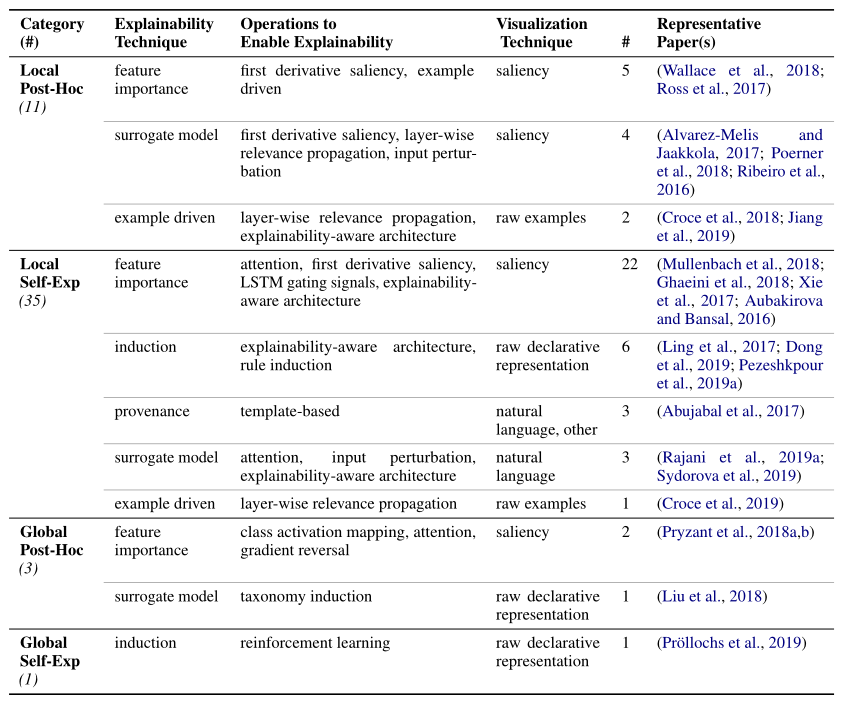 Category (#) Explainability Technique Operations to Enable Explainability Visualization Technique # Representative Paper(s)
Local Post-Hoc (11)
feature importance
first derivative saliency, example driven
saliency
5
(Wallace et al., 2018; Ross et al., 2017)
surrogate model
first derivative saliency, layer-wise relevance propagation, input perturbation
saliency
4
(Alvarez-Melis and Jaakkola, 2017; Poerner et al., 2018; Ribeiro et al., 2016)
example driven
layer-wise relevance propagation, explainability-aware architecture
raw examples
2
(Croce et al., 2018; Jiang et al., 2019)
Local Self-Exp (35)
feature importance
attention, first derivative saliency, LSTM gating signals, explainability-aware architecture
saliency
22
(Mullenbach et al., 2018; Ghaeini et al., 2018; Xie et al., 2017; Aubakirova and Bansal, 2016)
induction
explainability-aware architecture, rule induction
raw declarative representation
6
(Ling et al., 2017; Dong et al., 2019; Pezeshkpour et al., 2019a)
provenance
template-based
natural language, other
3
(Abujabal et al., 2017)
surrogate model
attention, input perturbation, explainability-aware architecture
natural language
3
(Rajani et al., 2019a; Sydorova et al., 2019)
example driven
layer-wise relevance propagation
raw examples
1
(Croce et al., 2019)
Global Post-Hoc (3)
feature importance
class activation mapping, attention, gradient reversal
saliency
2
(Pryzant et al., 2018a,b)
surrogate model
taxonomy induction
raw declarative representation
1
(Liu et al., 2018)
Global Self-Exp (1)
induction
reinforcement learning
raw declarative representation
1
(Pröllochs et al., 2019)